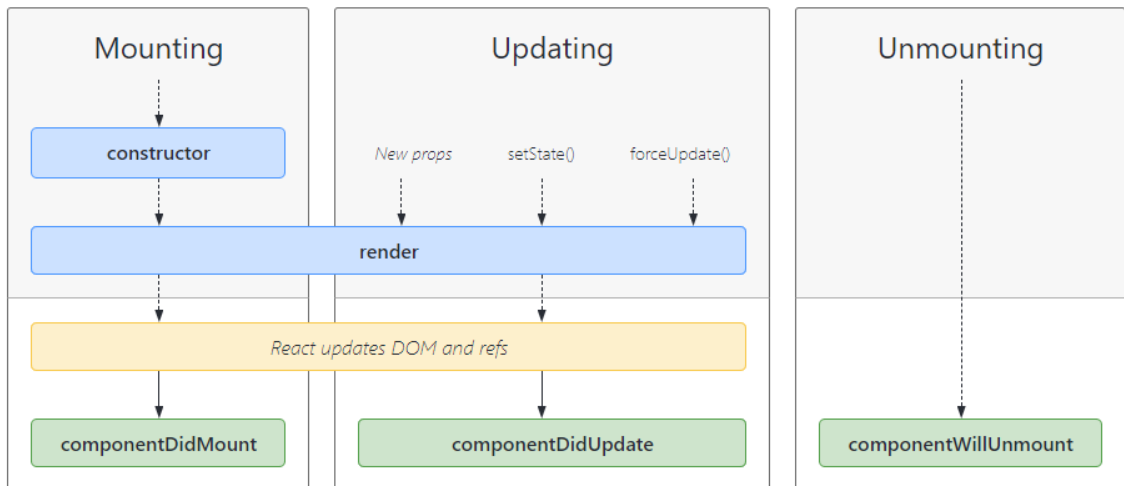 Mounting
Updating
Unmounting
constructor
New props
setState()
forceUpdate()
render
React updates DOM and refs
componentDidMount
componentDidUpdate
componentWillUnmount